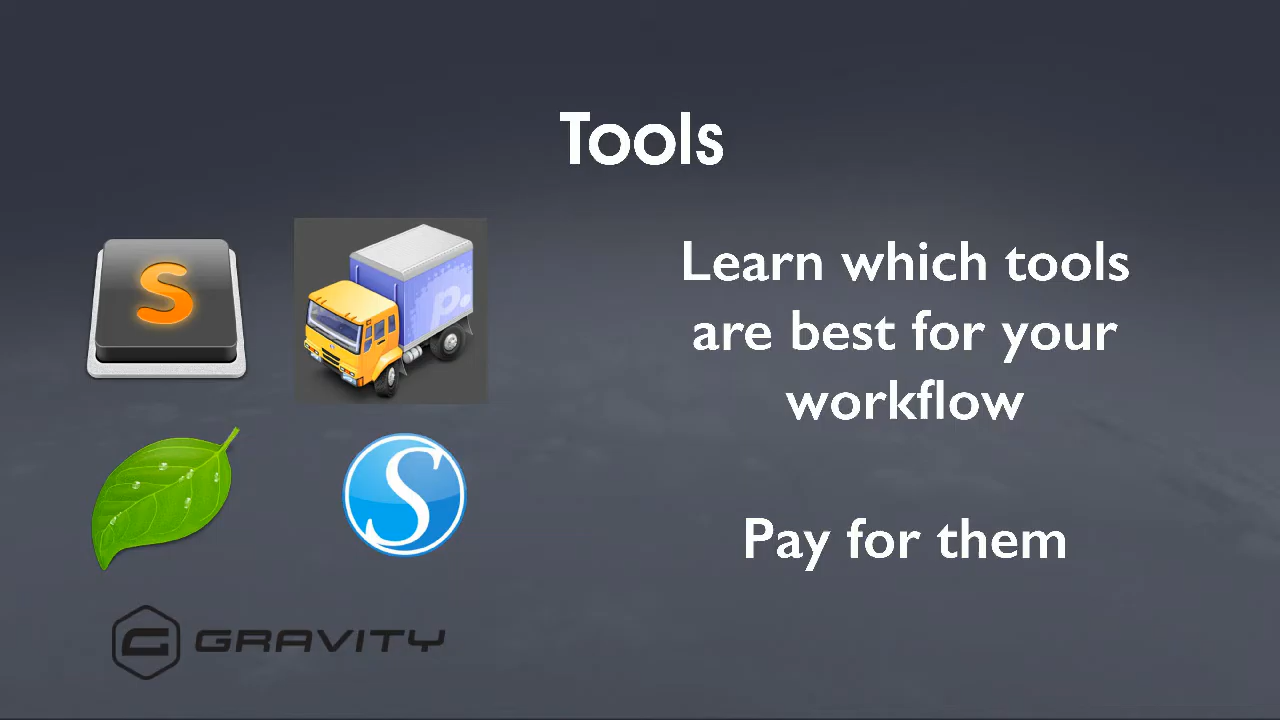 Tools
S
p.
S
GRAVITY
Learn which tools
are best for your
workflow
Pay for them